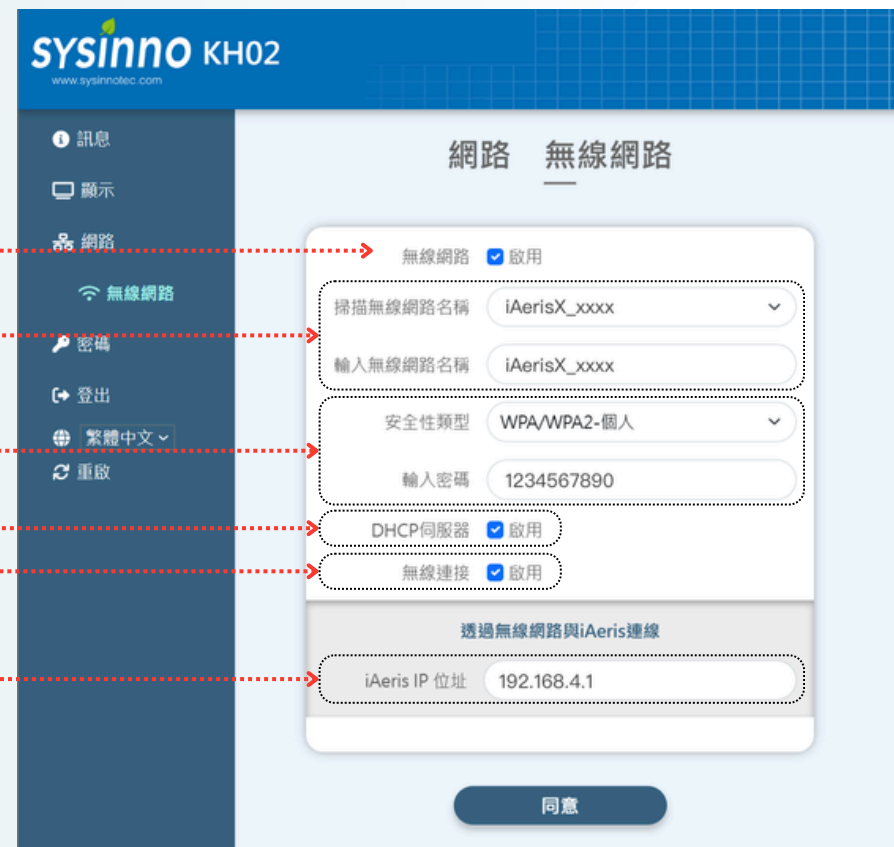 sysinno KH02
www.sysinnotec.com
訊息
顯示
網路
無線網路
密碼
登出
繁體中文
重啟
網路 無線網路
無線網路 啟用
掃描無線網路名稱 iAerisX_xxxx
輸入無線網路名稱 iAerisX_xxxx
安全性類型 WPA/WPA2-個人
輸入密碼 1234567890
DHCP伺服器 啟用
無線連接 啟用
透過無線網路與iAeris連線
iAeris IP 位址 192.168.4.1
同意